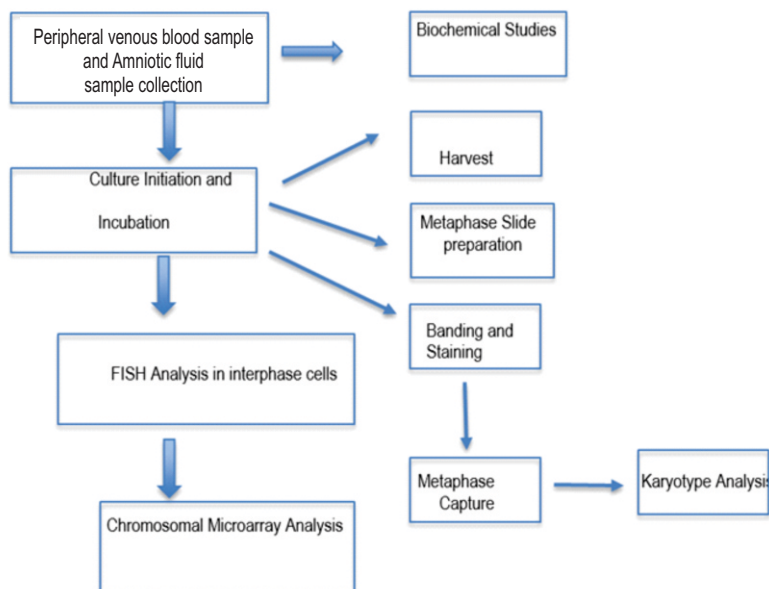 Peripheral venous blood sample
and Amniotic fluid
sample collection
Biochemical Studies
Culture Initiation and
Incubation
Harvest
Metaphase Slide
preparation
Banding and
Staining
FISH Analysis in interphase cells
Metaphase
Capture
Karyotype Analysis
Chromosomal Microarray Analysis